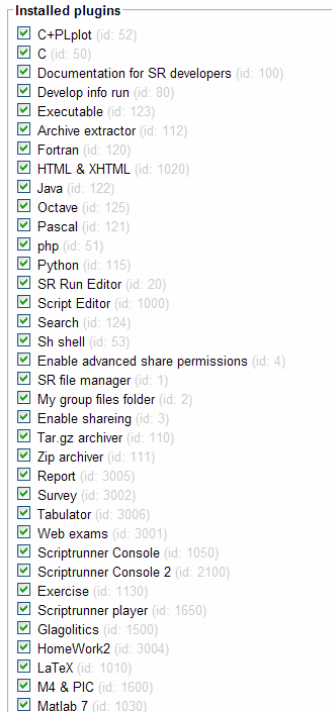 Installed plugins
C+PLplot (id: 52)
C (id: 50)
Documentation for SR developers (id: 100)
Develop info run (id: 80)
Executable (id: 123)
Archive extractor (id: 112)
Fortran (id: 120)
HTML & XHTML (id: 1020)
Java (id: 122)
Octave (id: 125)
Pascal (id: 121)
php (id: 51)
Python (id: 115)
SR Run Editor (id: 20)
Script Editor (id: 1000)
Search (id: 124)
Sh shell (id: 53)
Enable advanced share permissions (id: 4)
SR file manager (id: 1)
My group files folder (id: 2)
Enable shareing (id: 3)
Tar.gz archiver (id: 110)
Zip archiver (id: 111)
Report (id: 3005)
Survey (id: 3002)
Tabulator (id: 3006)
Web exams (id: 3001)
Scriptrunner Console (id: 1050)
Scriptrunner Console 2 (id: 2100)
Exercise (id: 1130)
Scriptrunner player (id: 1650)
Glagolitics (id: 1500)
HomeWork2 (id: 3004)
LaTeX (id: 1010)
M4 & PIC (id: 1600)
Matlab 7 (id: 1030)